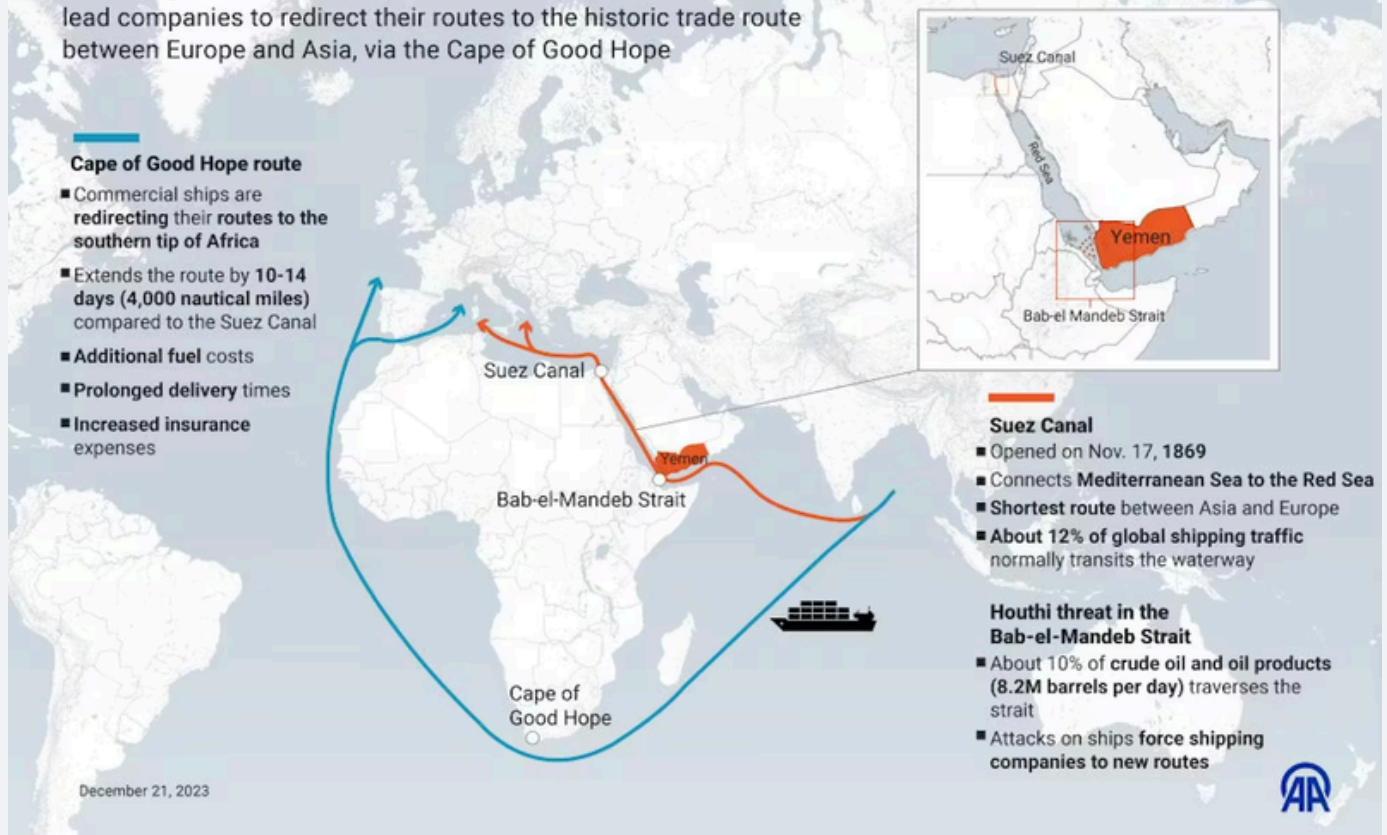 lead companies to redirect their routes to the historic trade route
between Europe and Asia, via the Cape of Good Hope
Cape of Good Hope route
Commercial ships are
redirecting their routes to the
southern tip of Africa
Extends the route by 10-14
days (4,000 nautical miles)
compared to the Suez Canal
Additional fuel costs
Prolonged delivery times
Increased insurance
expenses
Suez Canal
Yemen
Bab-el-Mandeb Strait
Cape of
Good Hope
Suez Canal
Red Sea
Yemen
Bab-el Mandeb Strait
Suez Canal
Opened on Nov. 17, 1869
Connects Mediterranean Sea to the Red Sea
Shortest route between Asia and Europe
About 12% of global shipping traffic
normally transits the waterway
Houthi threat in the
Bab-el-Mandeb Strait
About 10% of crude oil and oil products
(8.2M barrels per day) traverses the
strait
Attacks on ships force shipping
companies to new routes
December 21, 2023
AA